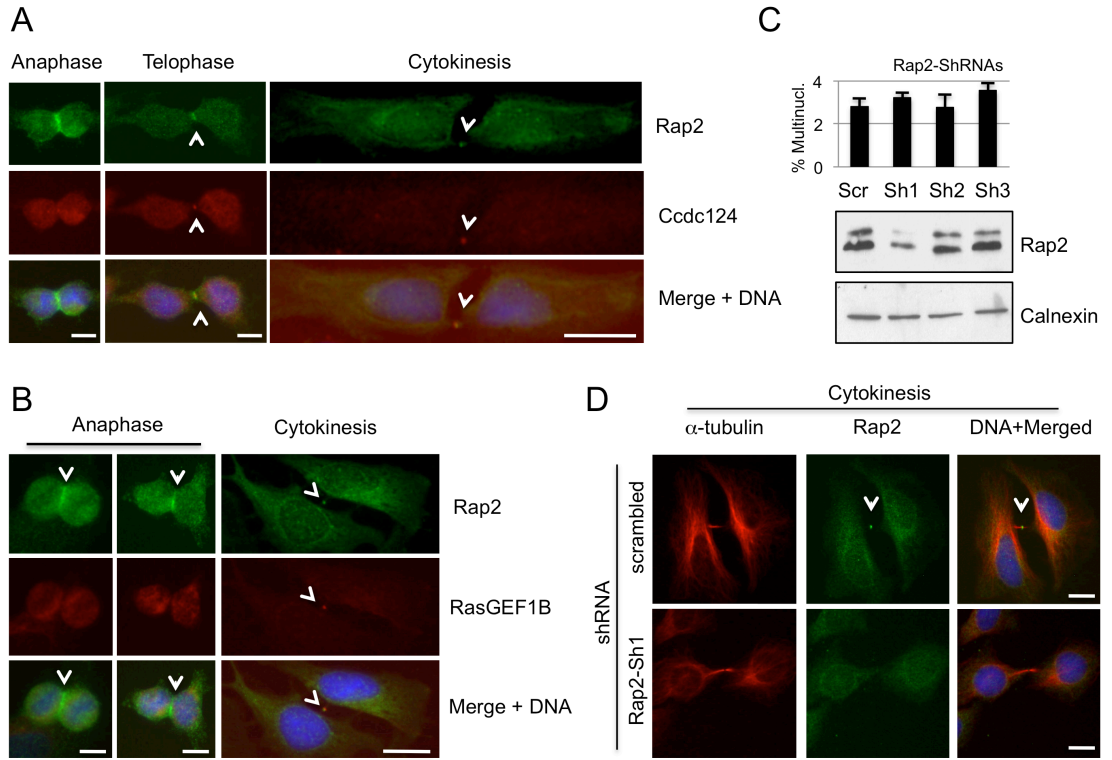 A
Anaphase Telophase Cytokinesis
Rap2
Ccdc124
Merge + DNA
B
Anaphase Cytokinesis
Rap2
RasGEF1B
Merge + DNA
C
Rap2-ShRNAs
% Multinucl.
4
2
0
Scr Sh1 Sh2 Sh3
Rap2
Calnexin
D
Cytokinesis
α-tubulin Rap2 DNA+Merged
shRNA
scrambled
Rap2-Sh1